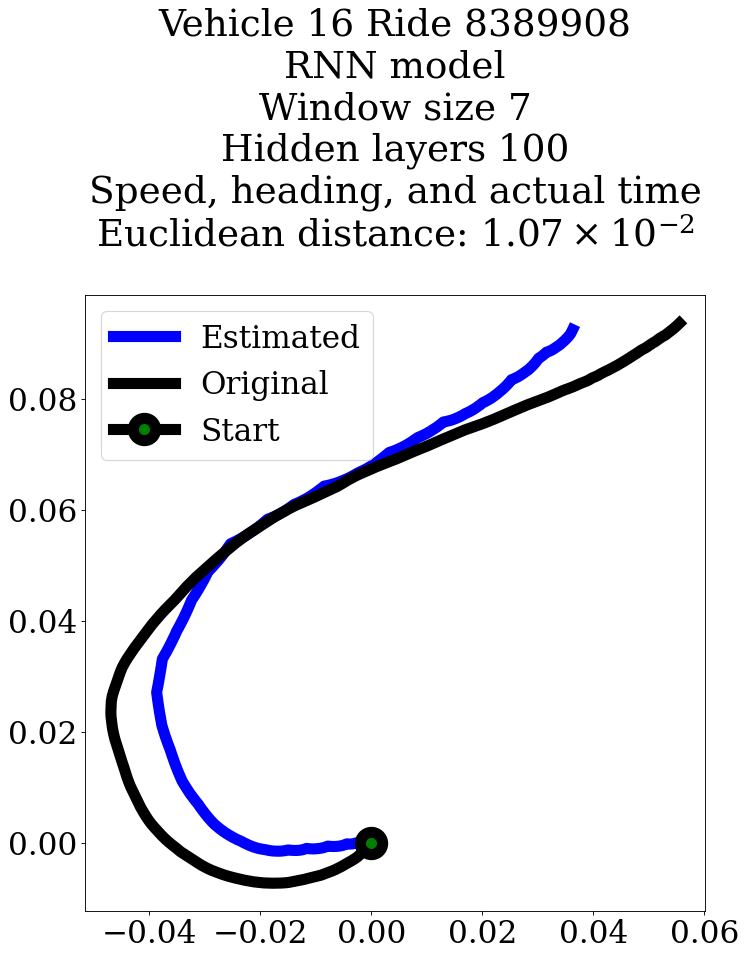 Vehicle 16 Ride 8389908
RNN model
Window size 7
Hidden layers 100
Speed, heading, and actual time
Euclidean distance: 1.07 × 10⁻²
Estimated
Original
Start
0.08
0.06
0.04
0.02
0.00
−0.04 −0.02 0.00 0.02 0.04 0.06